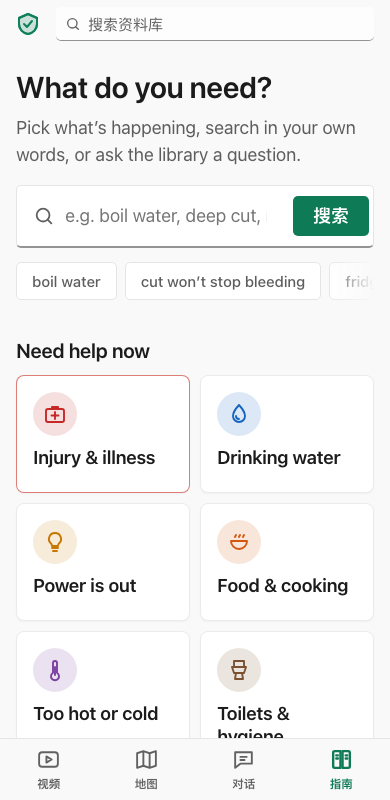 搜索资料库
What do you need?
Pick what's happening, search in your own
words, or ask the library a question.
e.g. boil water, deep cut,
搜索
boil water
cut won't stop bleeding
Need help now
Injury & illness
Drinking water
Power is out
Food & cooking
Too hot or cold
Toilets &
hygiene
视频
地图
对话
指南